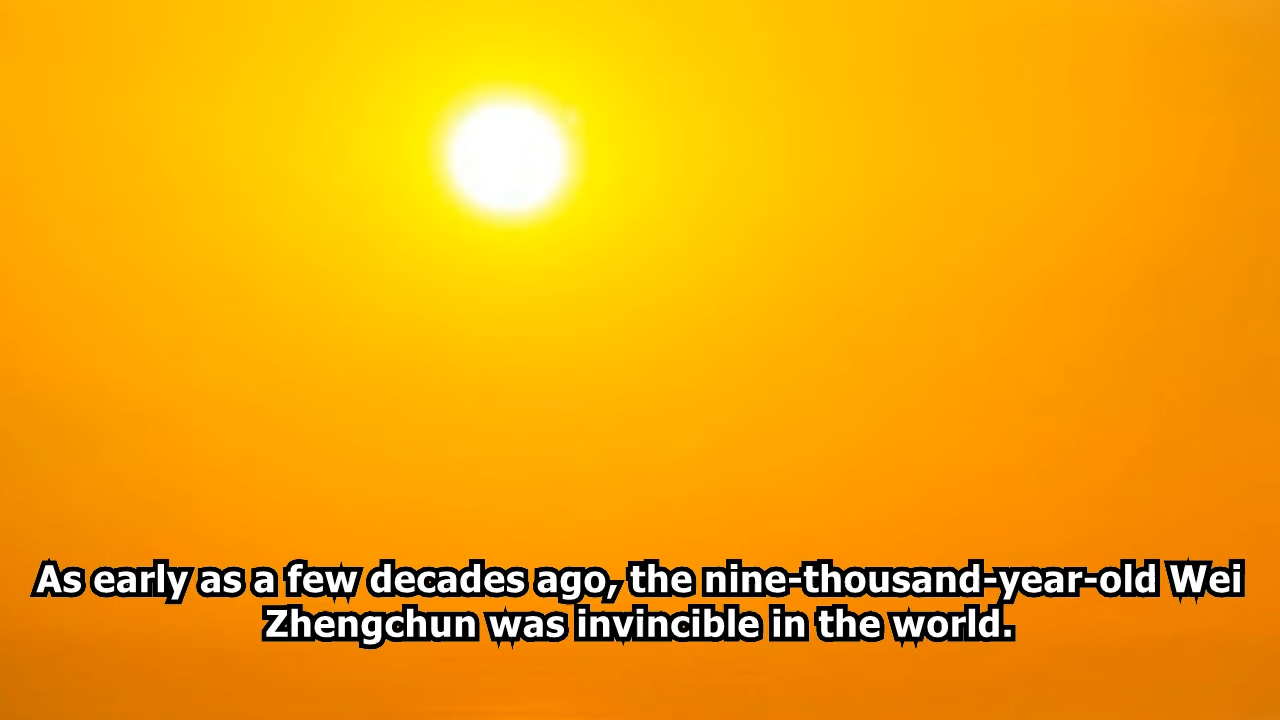 As early as a few decades ago, the nine-thousand-year-old Wei
Zhengchun was invincible in the world.